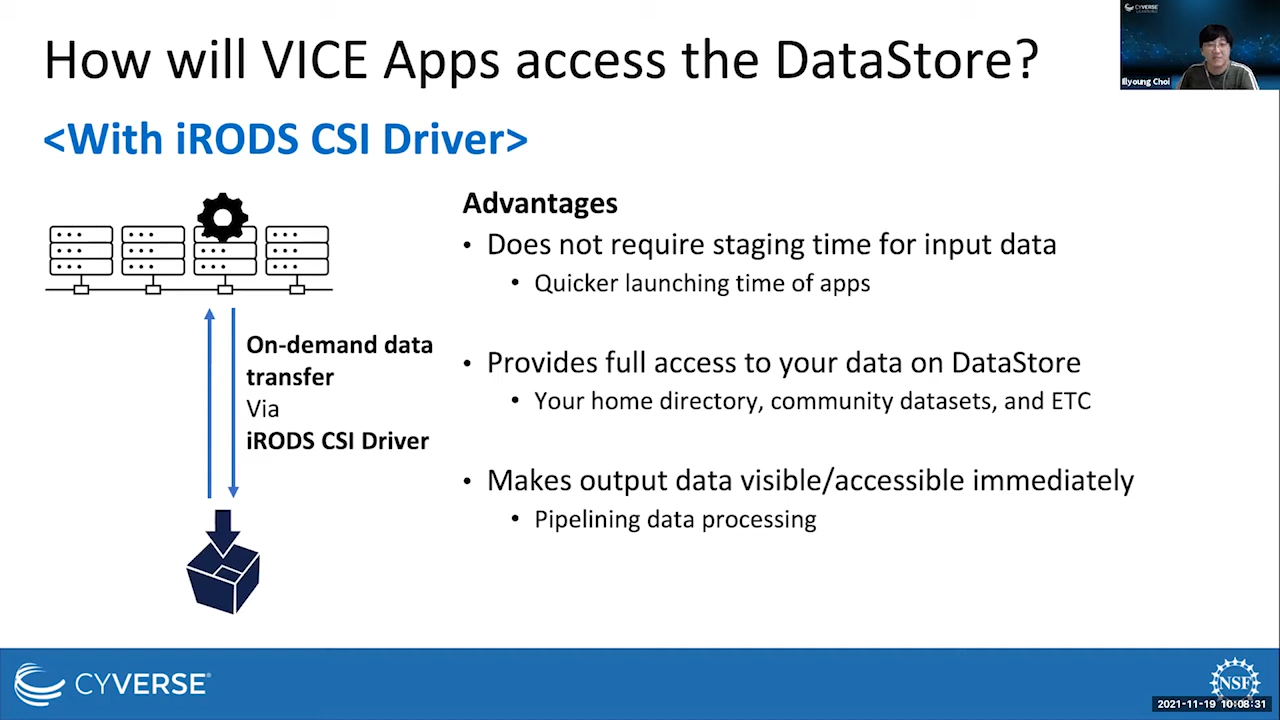 How will VICE Apps access the DataStore?
<With iRODS CSI Driver>
CYVERSE
LEARNING
Illyoung Choi
On-demand data
transfer
Via
iRODS CSI Driver
Advantages
• Does not require staging time for input data
• Quicker launching time of apps
• Provides full access to your data on DataStore
• Your home directory, community datasets, and ETC
• Makes output data visible/accessible immediately
• Pipelining data processing
CYVERSE®
NSF
2021-11-19 10:08:31